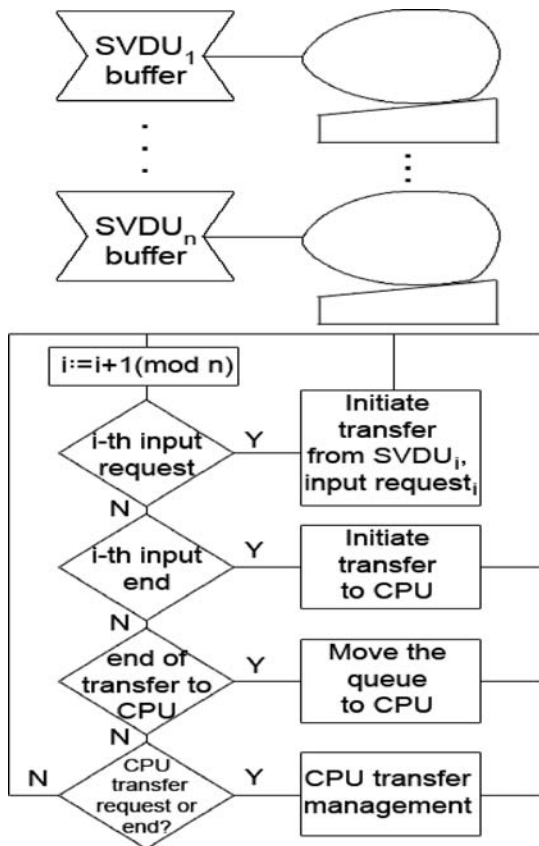 SVDU₁
buffer
SVDUₙ
buffer
i:=i+1(mod n)
i-th input
request
Y
N
Initiate
transfer
from SVDUᵢ,
input requestᵢ
i-th input
end
Y
N
Initiate
transfer
to CPU
end of
transfer to
CPU
Y
N
Move the
queue
to CPU
N
CPU
transfer
request or
end?
Y
CPU transfer
management